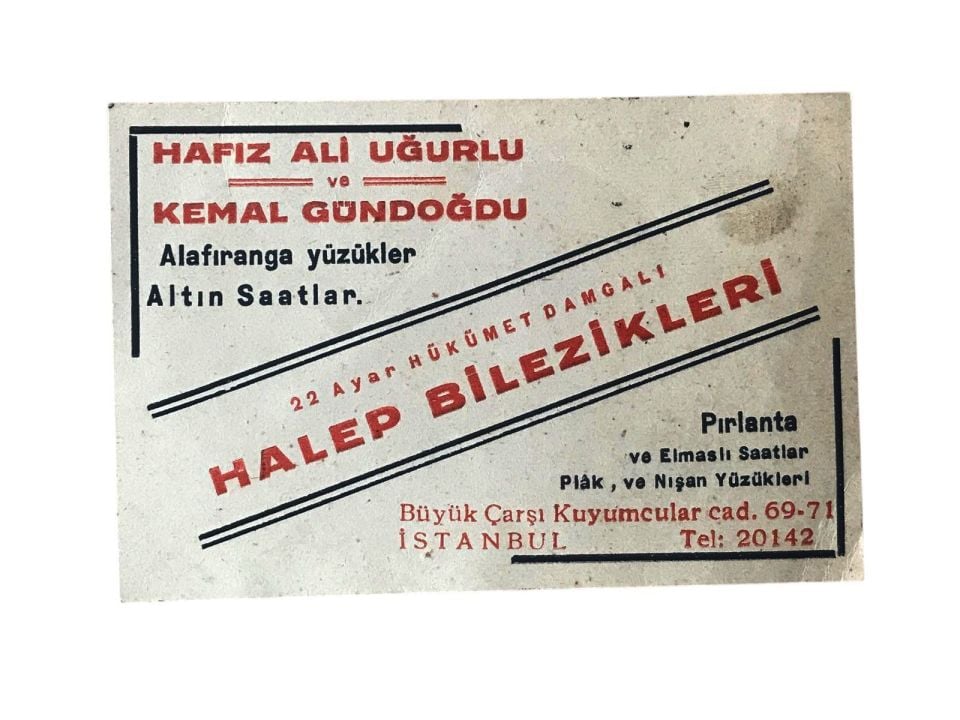 HAFIZ ALİ UĞURLU
ve
KEMAL GÜNDOĞDU
Alafıranga yüzükler
Altın Saatlar.
22 Ayar HÜKÜMET DAMGALI
HALEP BİLEZİKLERİ
Pırlanta
ve Elmaslı Saatlar
Plâk , ve Nışan Yüzükleri
Büyük Çarşı Kuyumcular cad. 69-71
İSTANBUL Tel: 20142